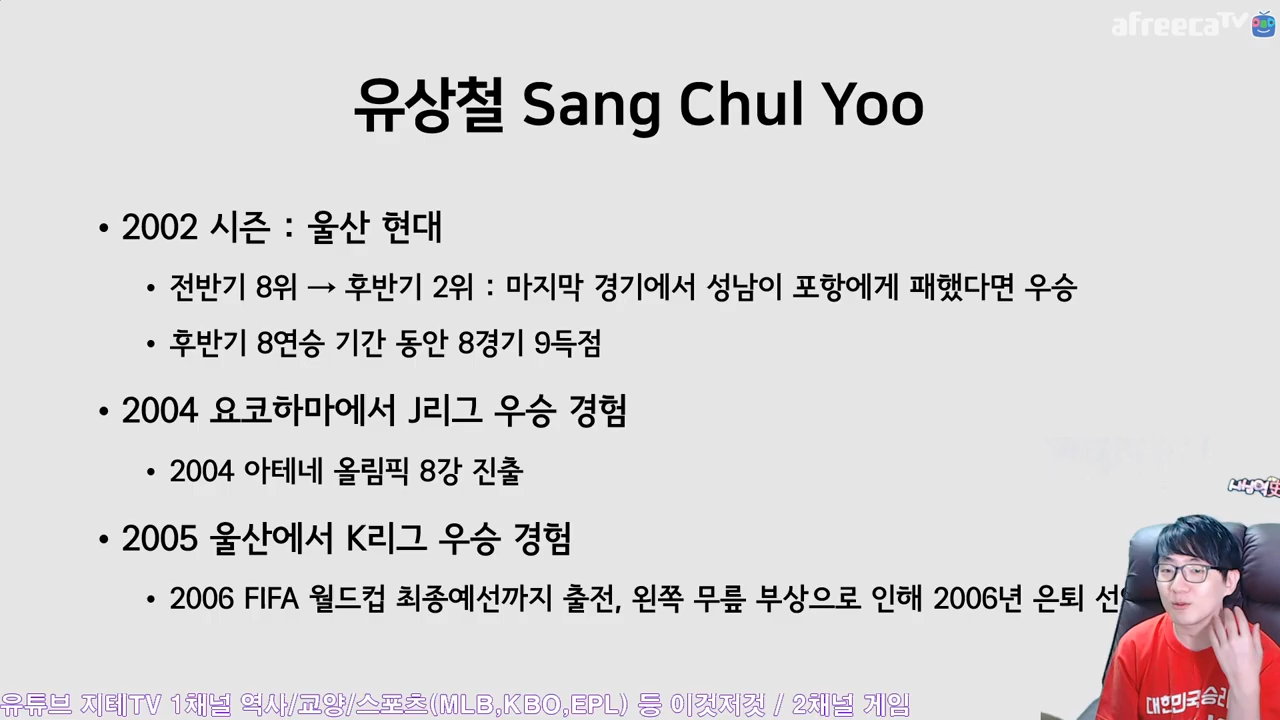 afreecaTV
유상철 Sang Chul Yoo
• 2002 시즌 : 울산 현대
• 전반기 8위 → 후반기 2위 : 마지막 경기에서 성남이 포항에게 패했다면 우승
• 후반기 8연승 기간 동안 8경기 9득점
• 2004 요코하마에서 J리그 우승 경험
• 2004 아테네 올림픽 8강 진출
• 2005 울산에서 K리그 우승 경험
• 2006 FIFA 월드컵 최종예선까지 출전, 왼쪽 무릎 부상으로 인해 2006년 은퇴
대한민국승리
유튜브 지테TV 1채널 역사/교양/스포츠(MLB,KBO,EPL) 등 이것저것 / 2채널 게임